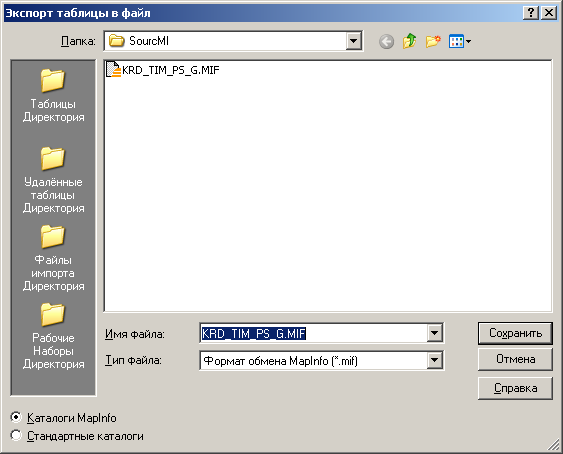 Экспорт таблицы в файл
Папка:
SourcMI
Таблицы
Директория
Удалённые
таблицы
Директория
Файлы
импорта
Директория
Рабочие
Наборы
Директория
KRD_TIM_PS_G.MIF
Имя файла:
KRD_TIM_PS_G.MIF
Сохранить
Тип файла:
Формат обмена MapInfo (*.mif)
Отмена
Справка
Каталоги MapInfo
Стандартные каталоги